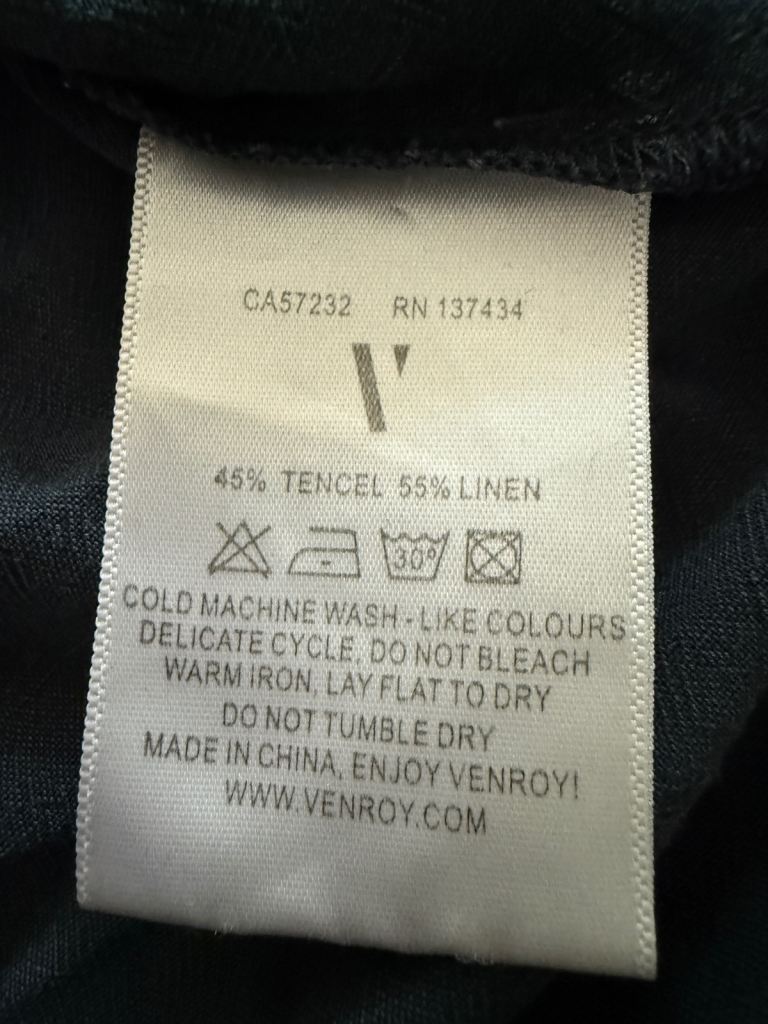 CA57232 RN 137434
V
45% TENCEL 55% LINEN
30°
COLD MACHINE WASH - LIKE COLOURS
DELICATE CYCLE, DO NOT BLEACH
WARM IRON, LAY FLAT TO DRY
DO NOT TUMBLE DRY
MADE IN CHINA, ENJOY VENROY!
WWW.VENROY.COM